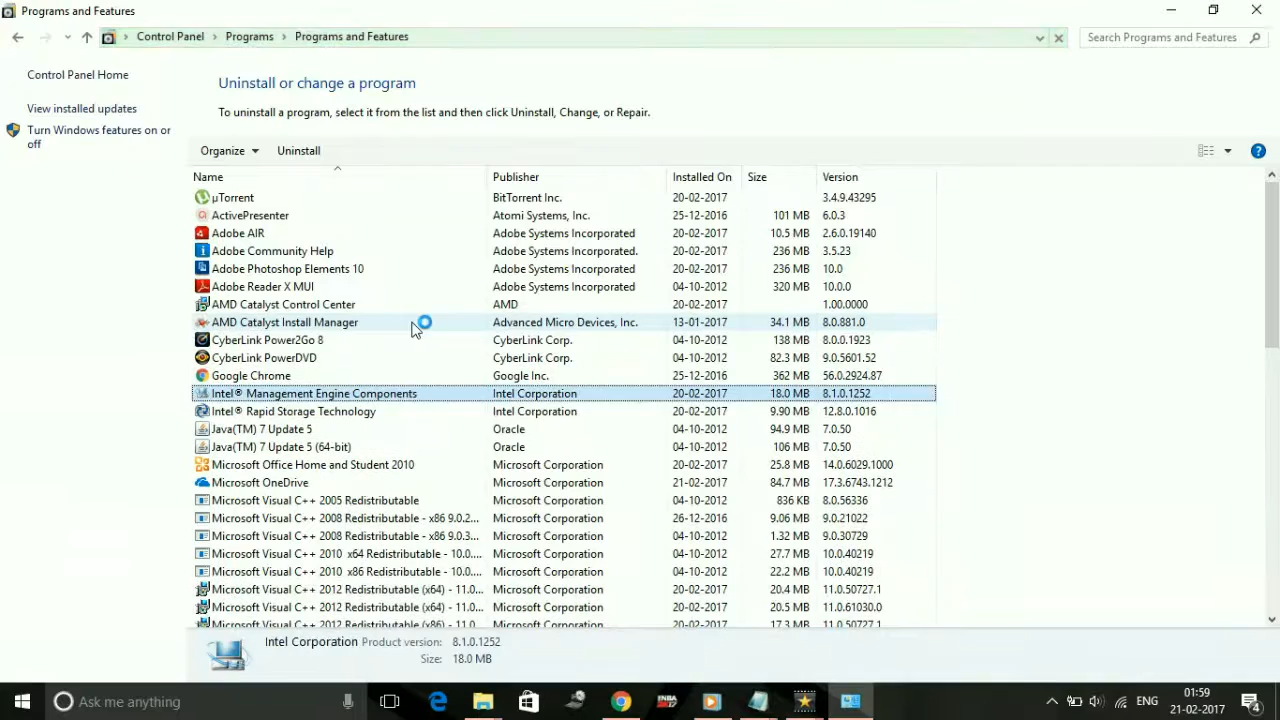 Programs and Features
Control Panel > Programs > Programs and Features
Search Programs and Features
Control Panel Home
View installed updates
Turn Windows features on or off
Uninstall or change a program
To uninstall a program, select it from the list and then click Uninstall, Change, or Repair.
Organize Uninstall
Name Publisher Installed On Size Version
µTorrent BitTorrent Inc. 20-02-2017 3.4.9.43295
ActivePresenter Atomi Systems, Inc. 25-12-2016 101 MB 6.0.3
Adobe AIR Adobe Systems Incorporated 20-02-2017 10.5 MB 2.6.0.19140
Adobe Community Help Adobe Systems Incorporated. 20-02-2017 236 MB 3.5.23
Adobe Photoshop Elements 10 Adobe Systems Incorporated 20-02-2017 236 MB 10.0
Adobe Reader X MUI Adobe Systems Incorporated 04-10-2012 320 MB 10.0.0
AMD Catalyst Control Center AMD 20-02-2017 1.00.0000
AMD Catalyst Install Manager Advanced Micro Devices, Inc. 13-01-2017 34.1 MB 8.0.881.0
CyberLink Power2Go 8 CyberLink Corp. 04-10-2012 138 MB 8.0.0.1923
CyberLink PowerDVD CyberLink Corp. 04-10-2012 82.3 MB 9.0.5601.52
Google Chrome Google Inc. 25-12-2016 362 MB 56.0.2924.87
Intel® Management Engine Components Intel Corporation 20-02-2017 18.0 MB 8.1.0.1252
Intel® Rapid Storage Technology Intel Corporation 20-02-2017 9.90 MB 12.8.0.1016
Java(TM) 7 Update 5 Oracle 04-10-2012 94.9 MB 7.0.50
Java(TM) 7 Update 5 (64-bit) Oracle 04-10-2012 106 MB 7.0.50
Microsoft Office Home and Student 2010 Microsoft Corporation 20-02-2017 25.8 MB 14.0.6029.1000
Microsoft OneDrive Microsoft Corporation 21-02-2017 84.7 MB 17.3.6743.1212
Microsoft Visual C++ 2005 Redistributable Microsoft Corporation 04-10-2012 836 KB 8.0.56336
Microsoft Visual C++ 2008 Redistributable - x86 9.0.2... Microsoft Corporation 26-12-2016 9.06 MB 9.0.21022
Microsoft Visual C++ 2008 Redistributable - x86 9.0.3... Microsoft Corporation 04-10-2012 1.32 MB 9.0.30729
Microsoft Visual C++ 2010 x64 Redistributable - 10.0.... Microsoft Corporation 04-10-2012 27.7 MB 10.0.40219
Microsoft Visual C++ 2010 x86 Redistributable - 10.0.... Microsoft Corporation 04-10-2012 22.2 MB 10.0.40219
Microsoft Visual C++ 2012 Redistributable (x64) - 11.0... Microsoft Corporation 20-02-2017 20.4 MB 11.0.50727.1
Microsoft Visual C++ 2012 Redistributable (x64) - 11.0... Microsoft Corporation 20-02-2017 20.5 MB 11.0.61030.0
Microsoft Visual C++ 2012 Redistributable (x86) - 11.0... Microsoft Corporation 20-02-2017 17.3 MB 11.0.50727.1
Intel Corporation Product version: 8.1.0.1252
Size: 18.0 MB
Ask me anything
ENG
01:59
21-02-2017
4